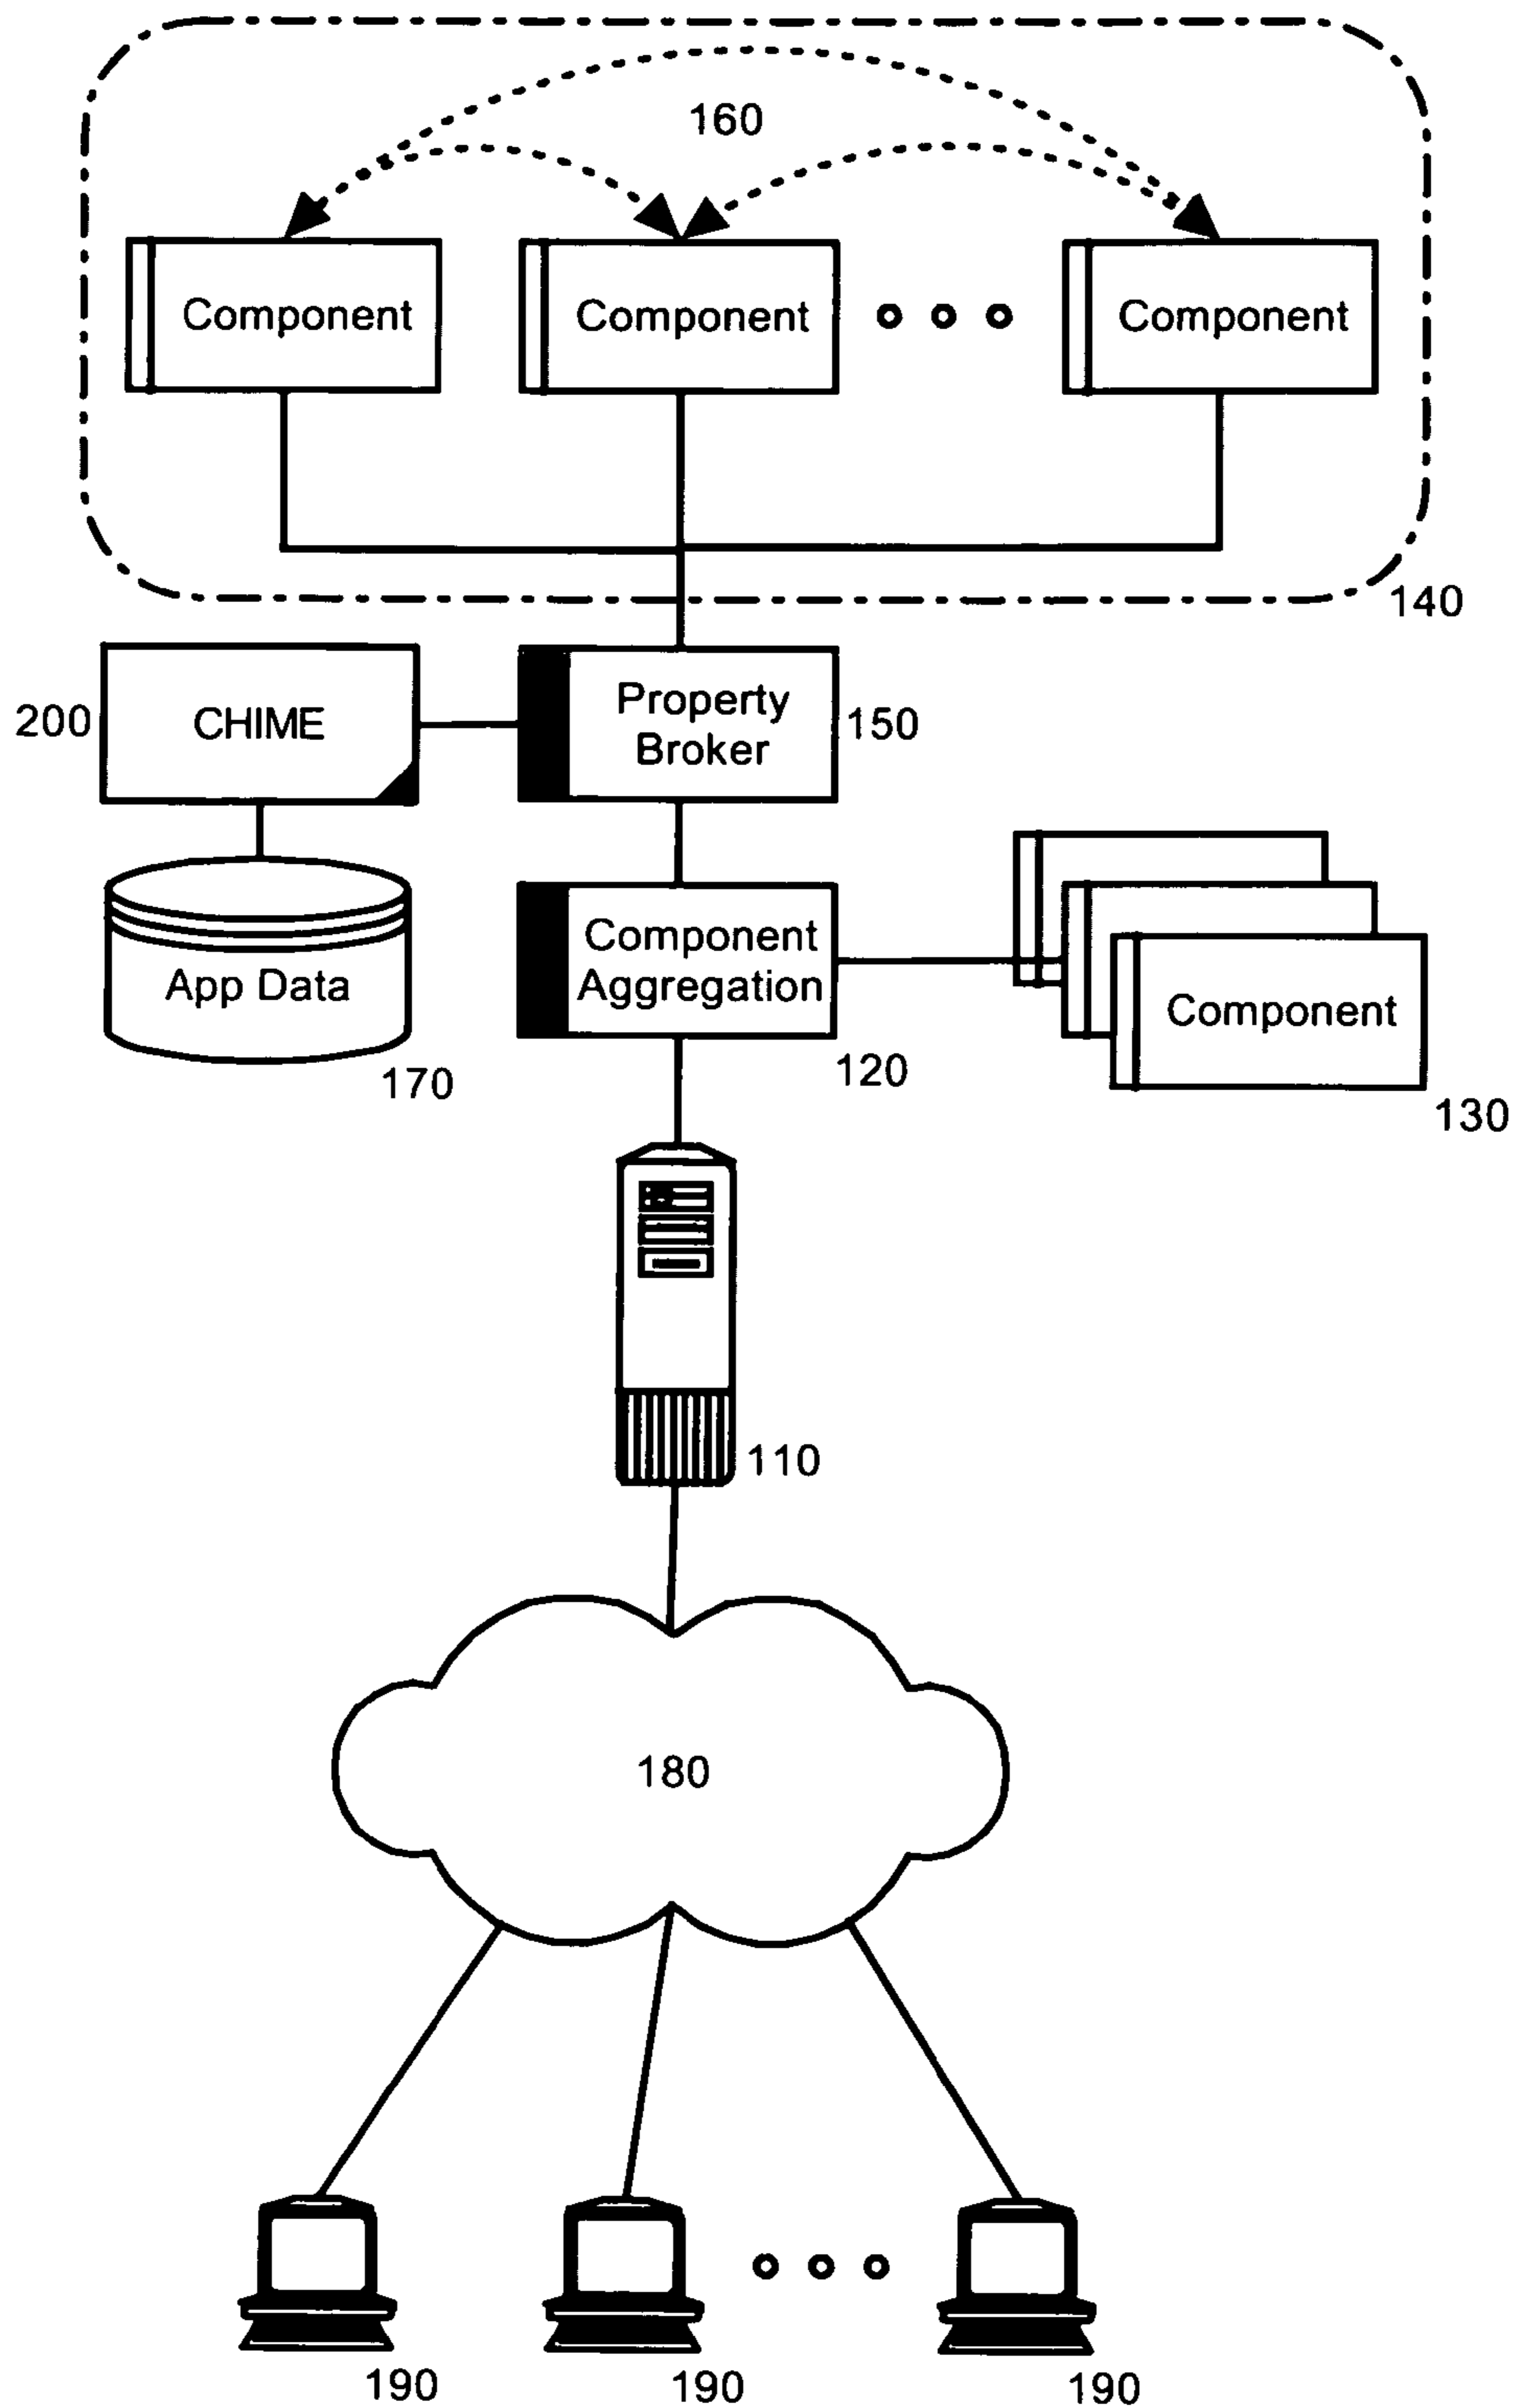 160
Component
Component
Component
140
200
CHIME
Property
Broker
150
Component
Aggregation
App Data
Component
120
170
130
110
180
190
190
190